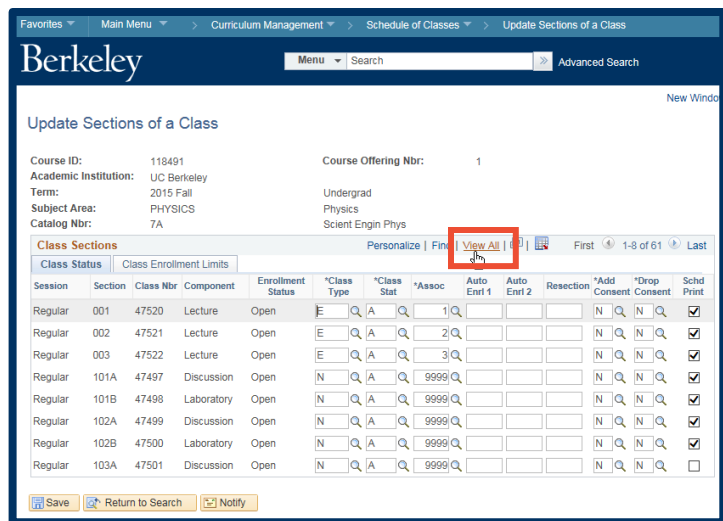 Favorites Main Menu > Curriculum Management > Schedule of Classes > Update Sections of a Class
Berkeley Menu Search >> Advanced Search
New Windo
Update Sections of a Class
Course ID: 118491 Course Offering Nbr: 1
Academic Institution: UC Berkeley
Term: 2015 Fall Undergrad
Subject Area: PHYSICS Physics
Catalog Nbr: 7A Scient Engin Phys
Class Sections Personalize | Find | View All | | First 1-8 of 61 Last
Class Status Class Enrollment Limits
Session Section Class Nbr Component Enrollment Status *Class Type *Class Stat *Assoc Auto Enrl 1 Auto Enrl 2 Resection *Add Consent *Drop Consent Schd Print
Regular 001 47520 Lecture Open E A 1 N N
Regular 002 47521 Lecture Open E A 2 N N
Regular 003 47522 Lecture Open E A 3 N N
Regular 101A 47497 Discussion Open N A 9999 N N
Regular 101B 47498 Laboratory Open N A 9999 N N
Regular 102A 47499 Discussion Open N A 9999 N N
Regular 102B 47500 Laboratory Open N A 9999 N N
Regular 103A 47501 Discussion Open N A 9999 N N
Save Return to Search Notify